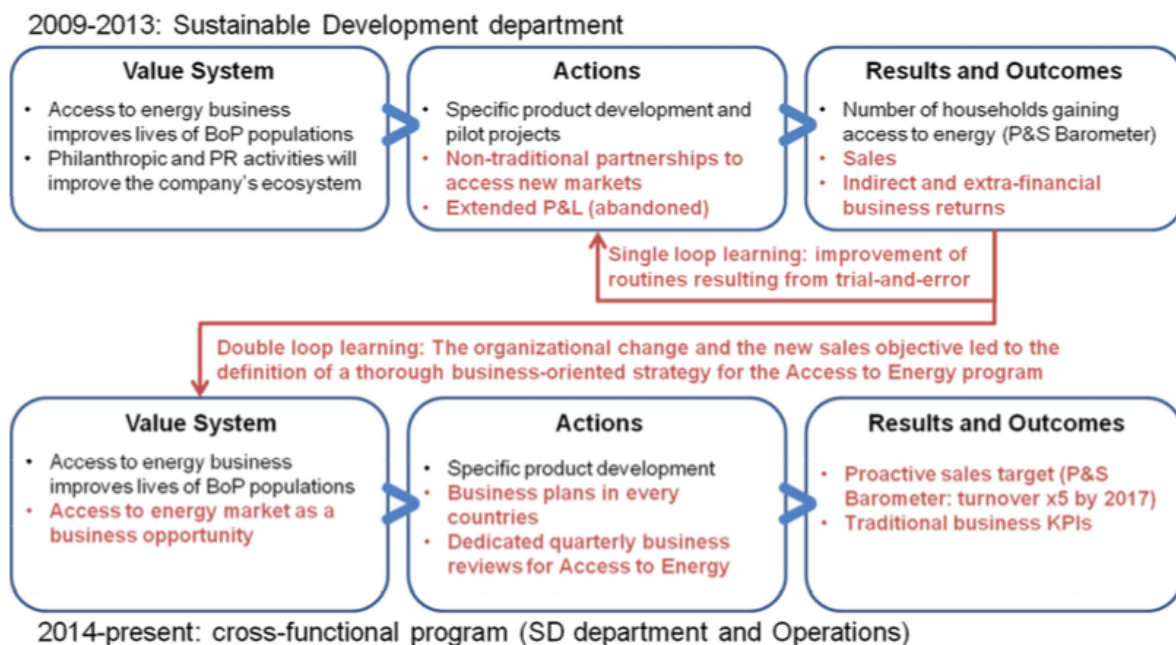 2009-2013: Sustainable Development department
Value System
• Access to energy business
improves lives of BoP populations
• Philanthropic and PR activities will
improve the company's ecosystem
>
Actions
• Specific product development and
pilot projects
• Non-traditional partnerships to
access new markets
• Extended P&L (abandoned)
>
Results and Outcomes
• Number of households gaining
access to energy (P&S Barometer)
• Sales
• Indirect and extra-financial
business returns
Single loop learning: improvement of
routines resulting from trial-and-error
Double loop learning: The organizational change and the new sales objective led to the
definition of a thorough business-oriented strategy for the Access to Energy program
Value System
• Access to energy business
improves lives of BoP populations
• Access to energy market as a
business opportunity
>
Actions
• Specific product development
• Business plans in every
countries
• Dedicated quarterly business
reviews for Access to Energy
>
Results and Outcomes
• Proactive sales target (P&S
Barometer: turnover x5 by 2017)
• Traditional business KPIs
2014-present: cross-functional program (SD department and Operations)